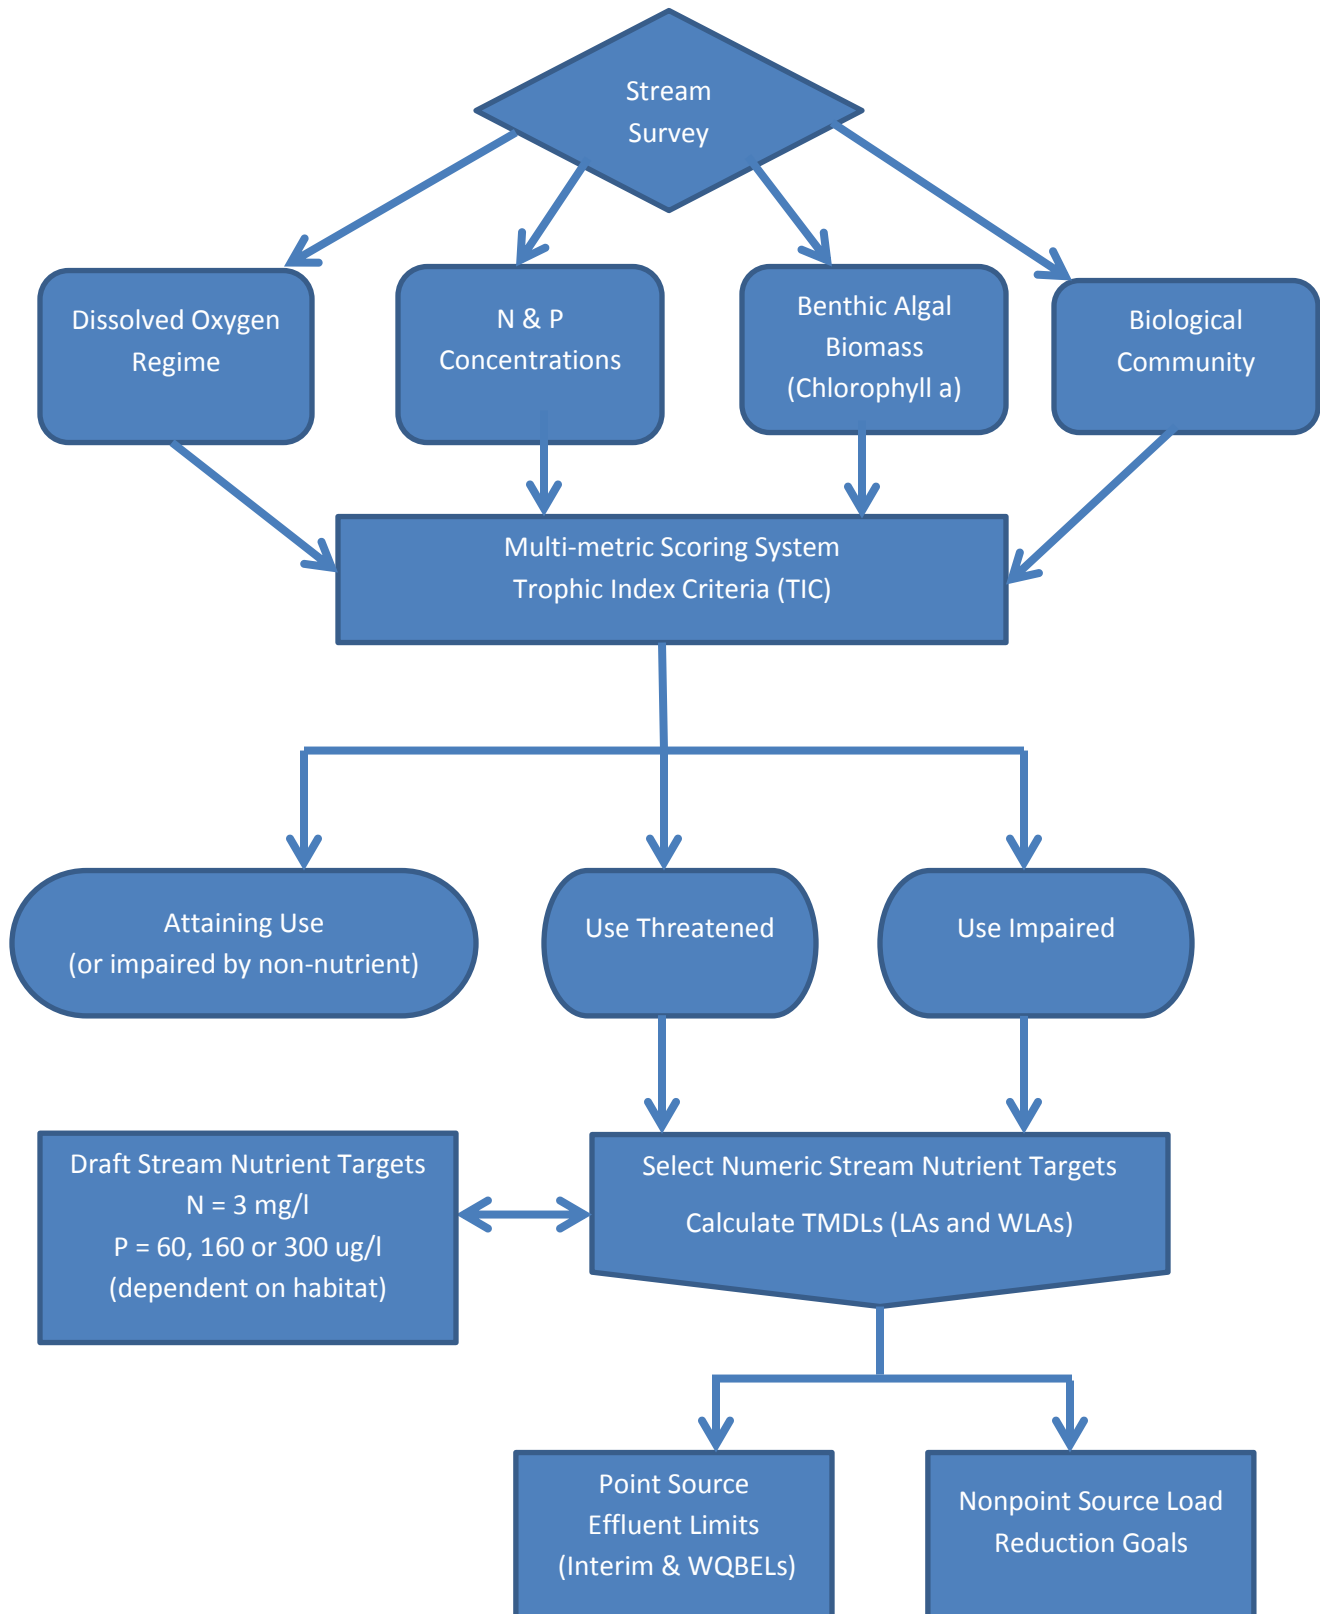 Stream
Survey
Dissolved Oxygen
Regime
N & P
Concentrations
Benthic Algal
Biomass
(Chlorophyll a)
Biological
Community
Multi-metric Scoring System
Trophic Index Criteria (TIC)
Attaining Use
(or impaired by non-nutrient)
Use Threatened
Use Impaired
Draft Stream Nutrient Targets
N = 3 mg/l
P = 60, 160 or 300 ug/l
(dependent on habitat)
Select Numeric Stream Nutrient Targets
Calculate TMDLs (LAs and WLAs)
Point Source
Effluent Limits
(Interim & WQBELs)
Nonpoint Source Load
Reduction Goals